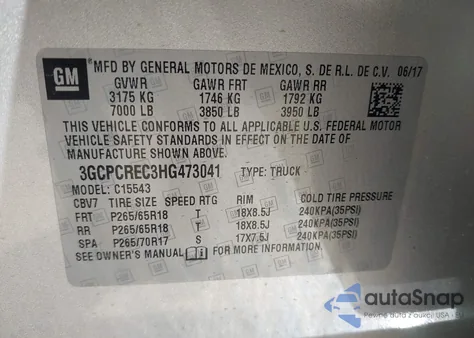 GM
MFD BY GENERAL MOTORS DE MEXICO, S. DE R.L. DE C.V. 06/17
GVWR GAWR FRT GAWR RR
3175 KG 1746 KG 1792 KG
7000 LB 3850 LB 3950 LB
THIS VEHICLE CONFORMS TO ALL APPLICABLE U.S. FEDERAL MOTOR
VEHICLE SAFETY STANDARDS IN EFFECT ON THE DATE OF
MANUFACTURE SHOWN ABOVE.
3GCPCREC3HG473041 TYPE: TRUCK
MODEL: C15543
CBV7 TIRE SIZE SPEED RTG RIM COLD TIRE PRESSURE
FRT P265/65R18 T 18X8.5J 240KPA(35PSI)
RR P265/65R18 T 18X8.5J 240KPA(35PSI)
SPA P265/70R17 S 17X7.5J 240KPA(35PSI)
SEE OWNER'S MANUAL FOR MORE INFORMATION.
autoSnap
Pewne auta z aukcji USA